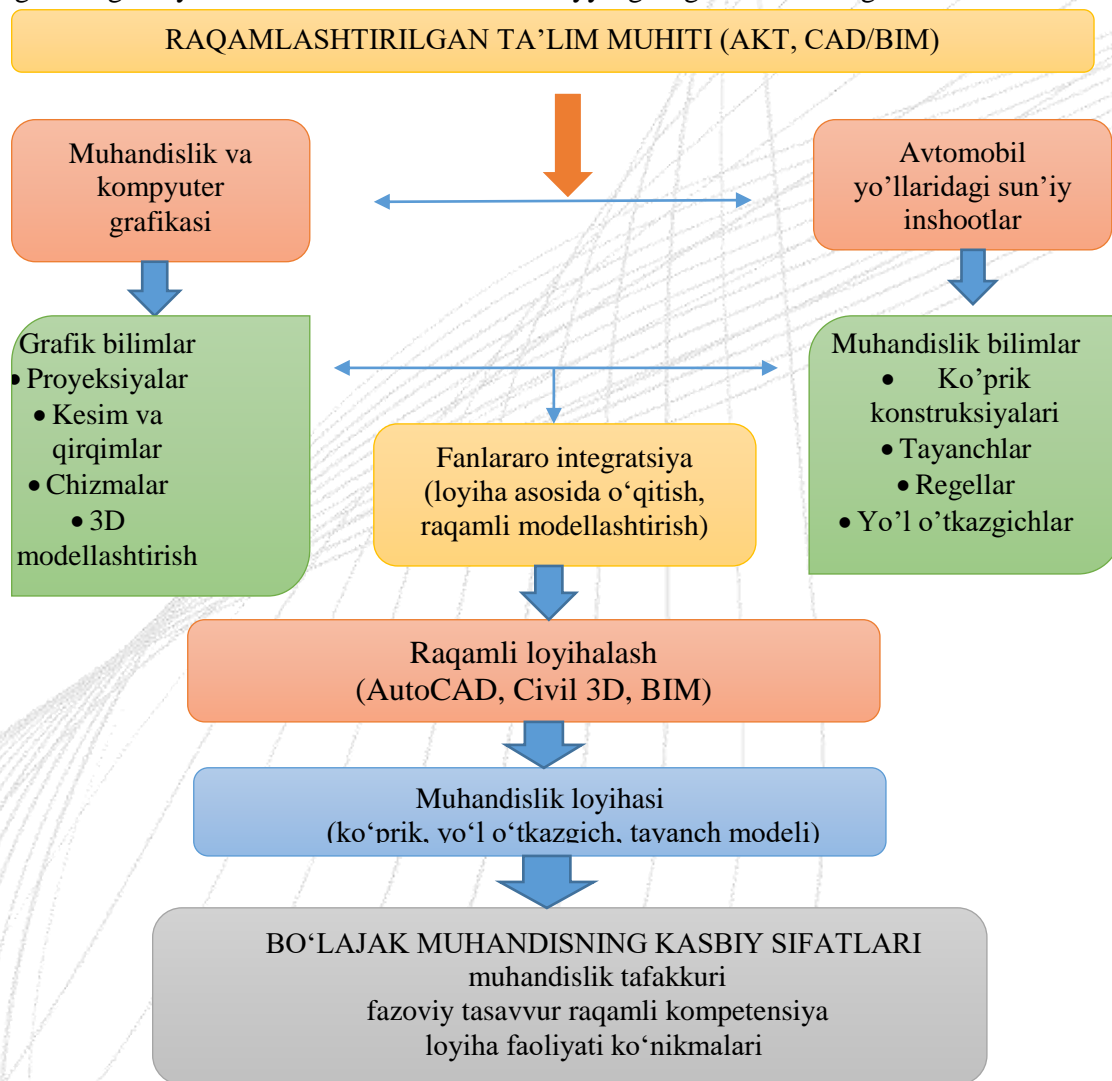 RAQAMLASHTIRILGAN TA’LIM MUHITI (AKT, CAD/BIM)
Muhandislik va
kompyuter
grafikasi
Avtomobil
yo’llaridagi sun’iy
inshootlar
Grafik bilimlar
• Proyeksiyalar
• Kesim va
qirqimlar
• Chizmalar
• 3D
modellashtirish
Muhandislik bilimlar
• Ko’prik
konstruksiyalari
• Tayanchlar
• Regellar
• Yo’l o’tkazgichlar
Fanlararo integratsiya
(loyiha asosida o‘qitish,
raqamli modellashtirish)
Raqamli loyihalash
(AutoCAD, Civil 3D, BIM)
Muhandislik loyihasi
(ko‘prik, yo‘l o‘tkazgich, tayanch modeli)
BO‘LAJAK MUHANDISNING KASBIY SIFATLARI
muhandislik tafakkuri
fazoviy tasavvur raqamli kompetensiya
loyiha faoliyati ko‘nikmalari